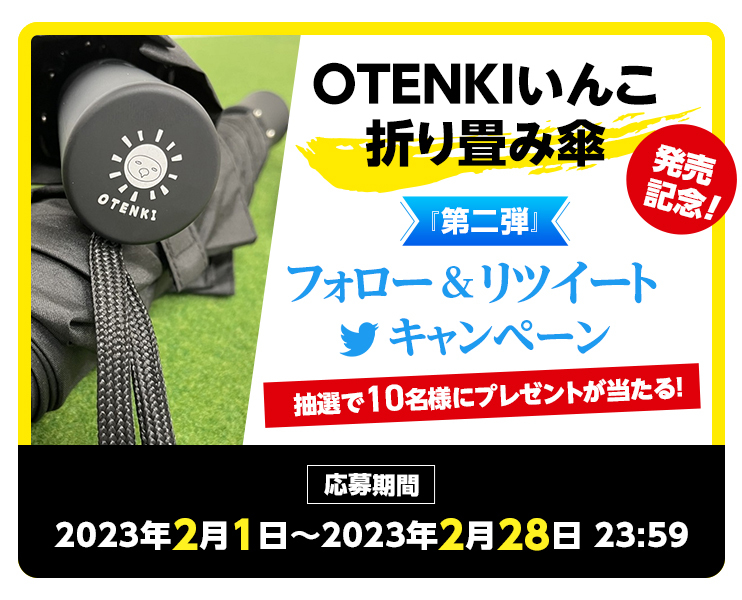 OTENKIいんこ
折り畳み傘
発売
記念!
『第二弾』
フォロー&リツイート
キャンペーン
抽選で10名様にプレゼントが当たる!
OTENKI
応募期間
2023年2月1日〜2023年2月28日 23:59